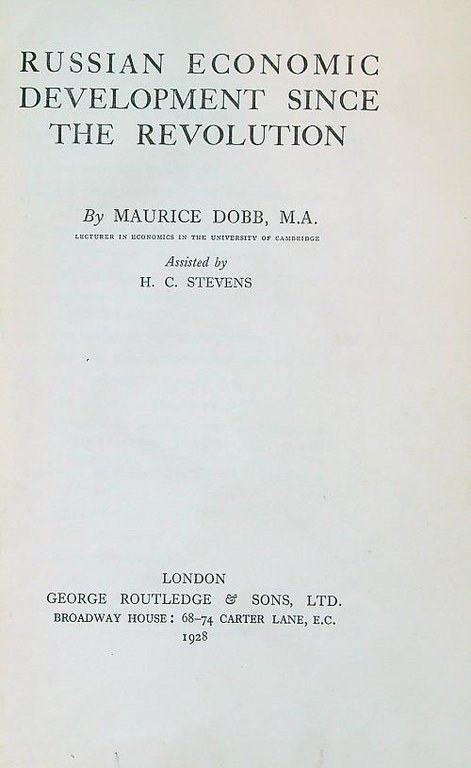 RUSSIAN ECONOMIC
DEVELOPMENT SINCE
THE REVOLUTION
By MAURICE DOBB, M.A.
LECTURER IN ECONOMICS IN THE UNIVERSITY OF CAMBRIDGE
Assisted by
H. C. STEVENS
LONDON
GEORGE ROUTLEDGE & SONS, LTD.
BROADWAY HOUSE: 68–74 CARTER LANE, E.C.
1928